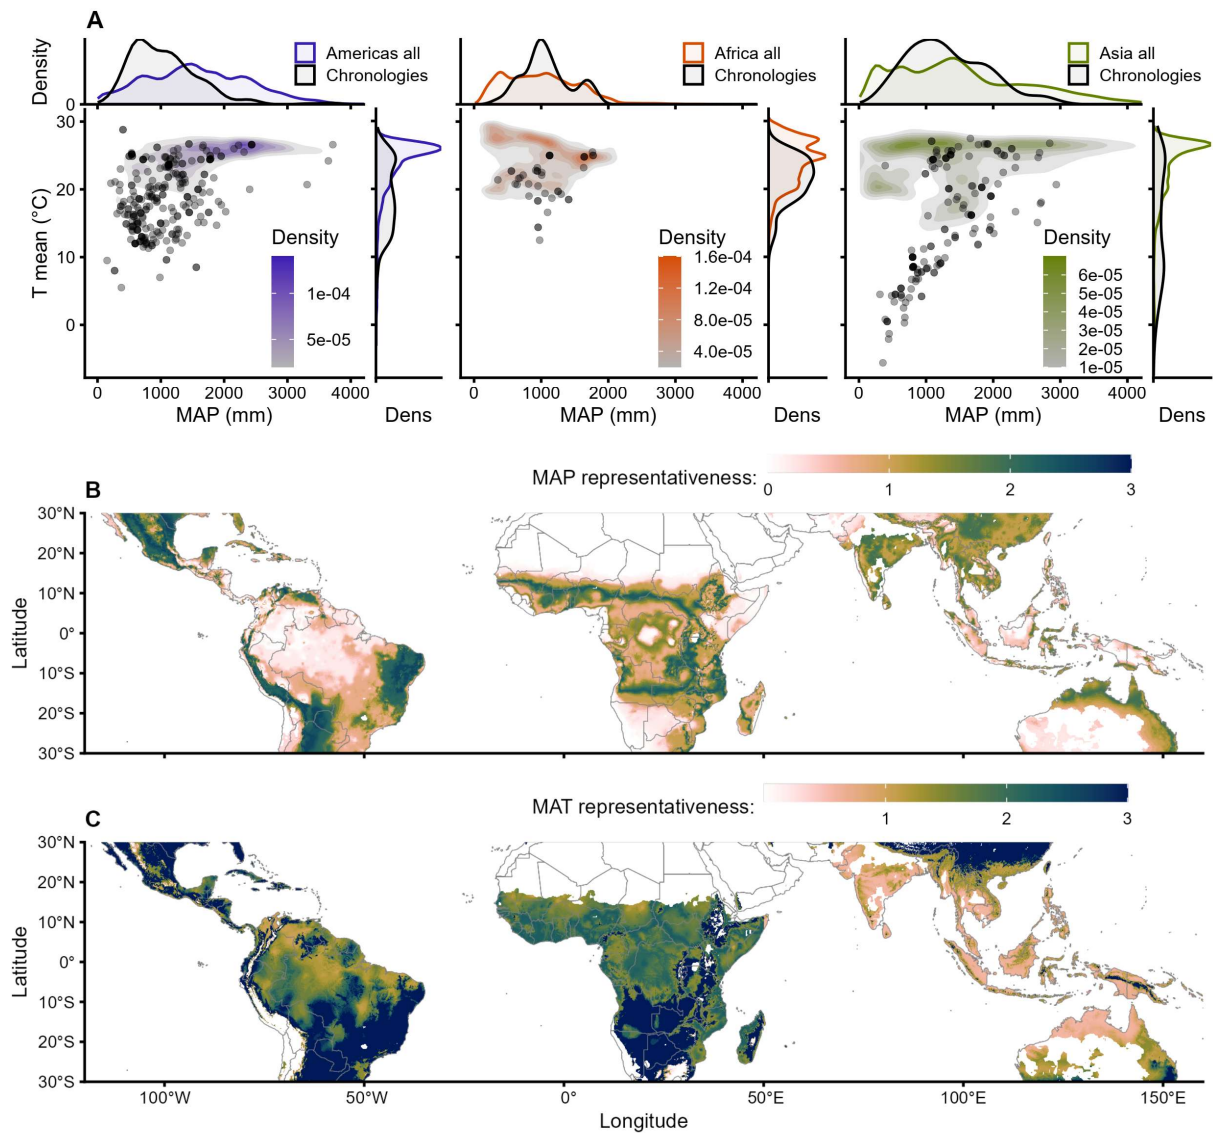 A
Density
0
Americas all
Chronologies
Africa all
Chronologies
Asia all
Chronologies
T mean (°C)
30
20
10
0
Density
1e-04
5e-05
Density
1.6e-04
1.2e-04
8.0e-05
4.0e-05
Density
6e-05
5e-05
4e-05
3e-05
2e-05
1e-05
0 1000 2000 3000 4000
MAP (mm)
Dens
0 1000 2000 3000 4000
MAP (mm)
Dens
0 1000 2000 3000 4000
MAP (mm)
Dens
B
MAP representativeness:
0 1 2 3
Latitude
30°N
20°N
10°N
0°
10°S
20°S
30°S
C
MAT representativeness:
1 2 3
Latitude
30°N
20°N
10°N
0°
10°S
20°S
30°S
100°W 50°W 0° 50°E 100°E 150°E
Longitude